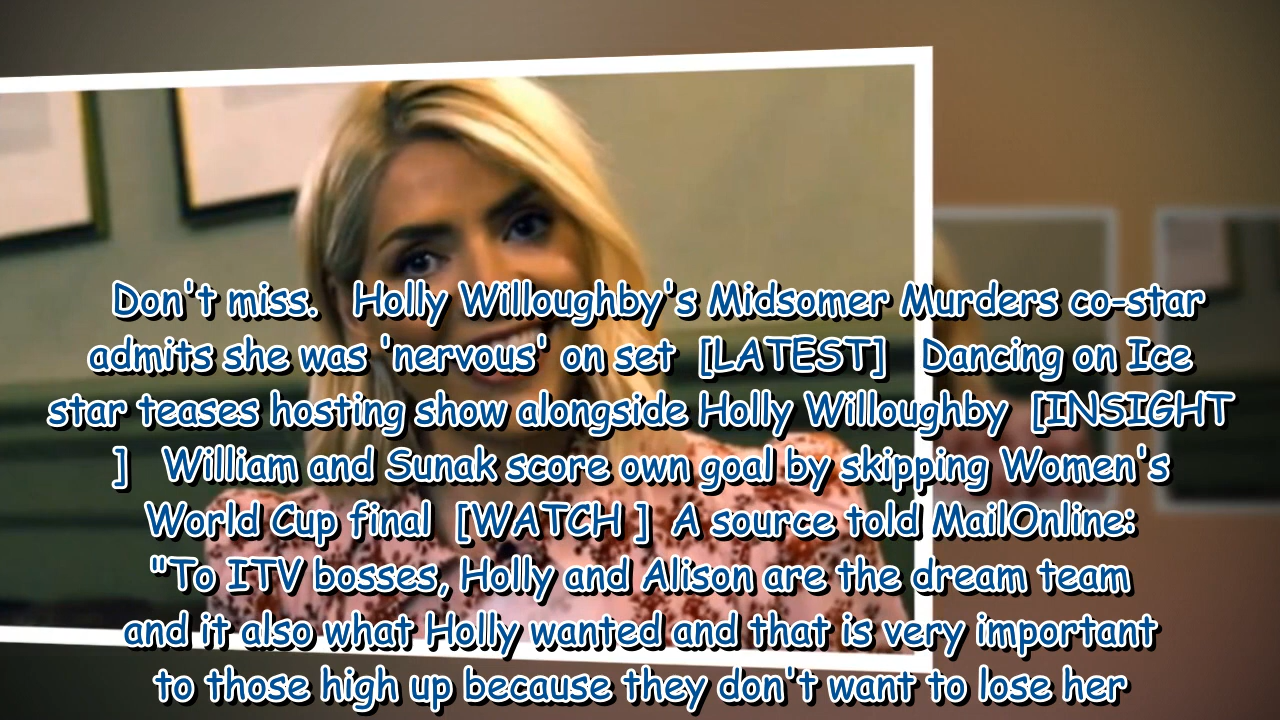 Don't miss. Holly Willoughby's Midsomer Murders co-star
admits she was 'nervous' on set [LATEST] Dancing on Ice
star teases hosting show alongside Holly Willoughby [INSIGHT
] William and Sunak score own goal by skipping Women's
World Cup final [WATCH ] A source told MailOnline:
"To ITV bosses, Holly and Alison are the dream team
and it also what Holly wanted and that is very important
to those high up because they don't want to lose her